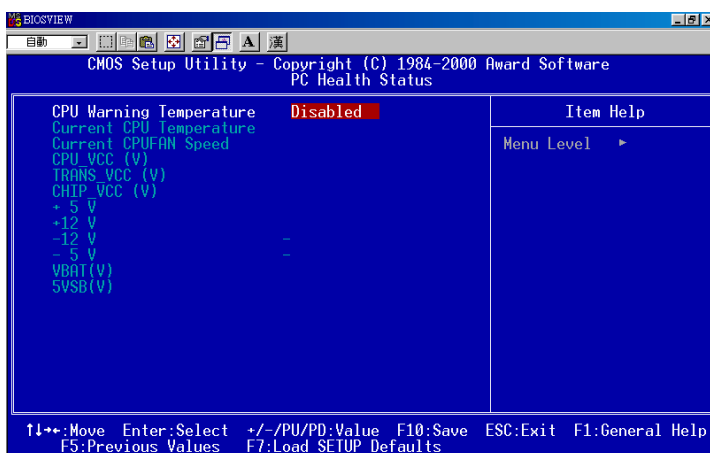 BIOSVIEW
自動
A 漢
CMOS Setup Utility - Copyright (C) 1984-2000 Award Software
PC Health Status
CPU Warning Temperature Disabled
Current CPU Temperature
Current CPUFAN Speed
CPU_VCC (V)
TRANS_VCC (V)
CHIP_VCC (V)
+ 5 V
+12 V
-12 V -
- 5 V -
VBAT(V)
5VSB(V)
Item Help
Menu Level ►
↑↓→←:Move Enter:Select +/-/PU/PD:Value F10:Save ESC:Exit F1:General Help
F5:Previous Values F7:Load SETUP Defaults